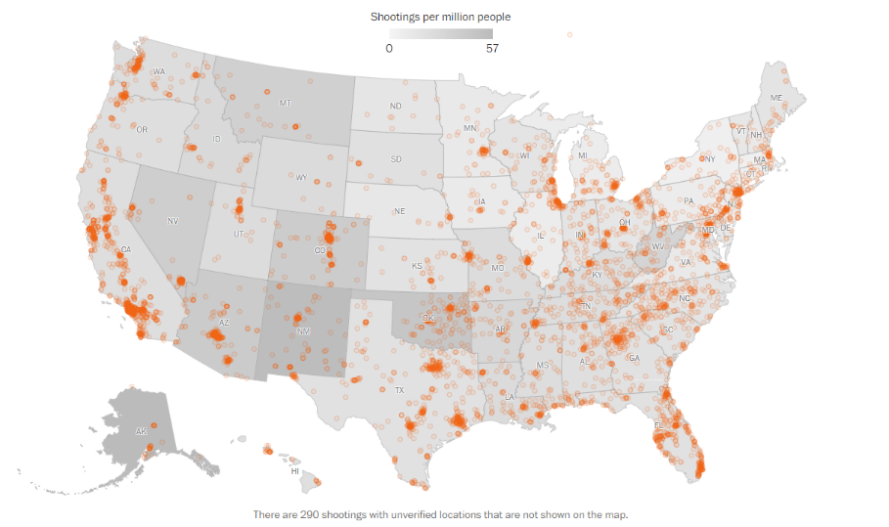 Shootings per million people
0 57
WA
MT
ND
MN
ME
VT
NH
OR
ID
SD
WI
MI
NY
MA
CT
RI
WY
NE
IA
PA
NV
UT
CO
IL
IN
OH
MD
DE
CA
KS
MO
WV
VA
KY
AZ
NM
OK
AR
TN
NC
SC
TX
LA
MS
AL
GA
AK
HI
There are 290 shootings with unverified locations that are not shown on the map.